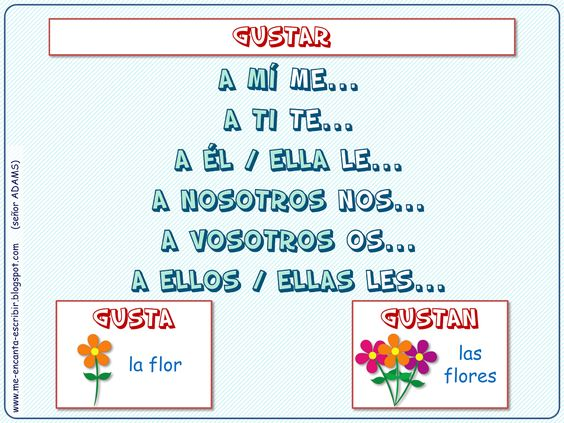 GUSTAR
A MÍ ME...
A TI TE...
A ÉL / ELLA LE...
A NOSOTROS NOS...
A VOSOTROS OS...
A ELLOS / ELLAS LES...
GUSTA
la flor
GUSTAN
las
flores
www.me-encanta-escribir.blogspot.com (señor ADAMS)